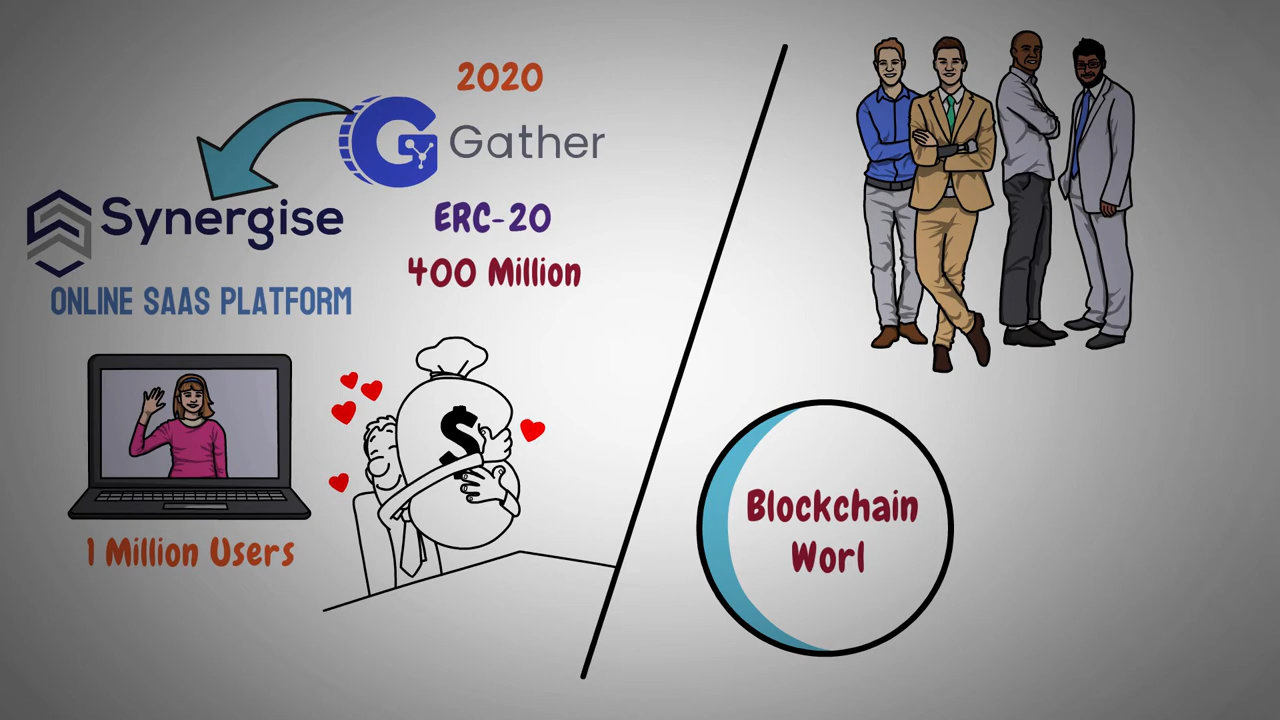 2020
Gather
Synergise
ERC-20
400 Million
ONLINE SAAS PLATFORM
$
1 Million Users
Blockchain
Worl